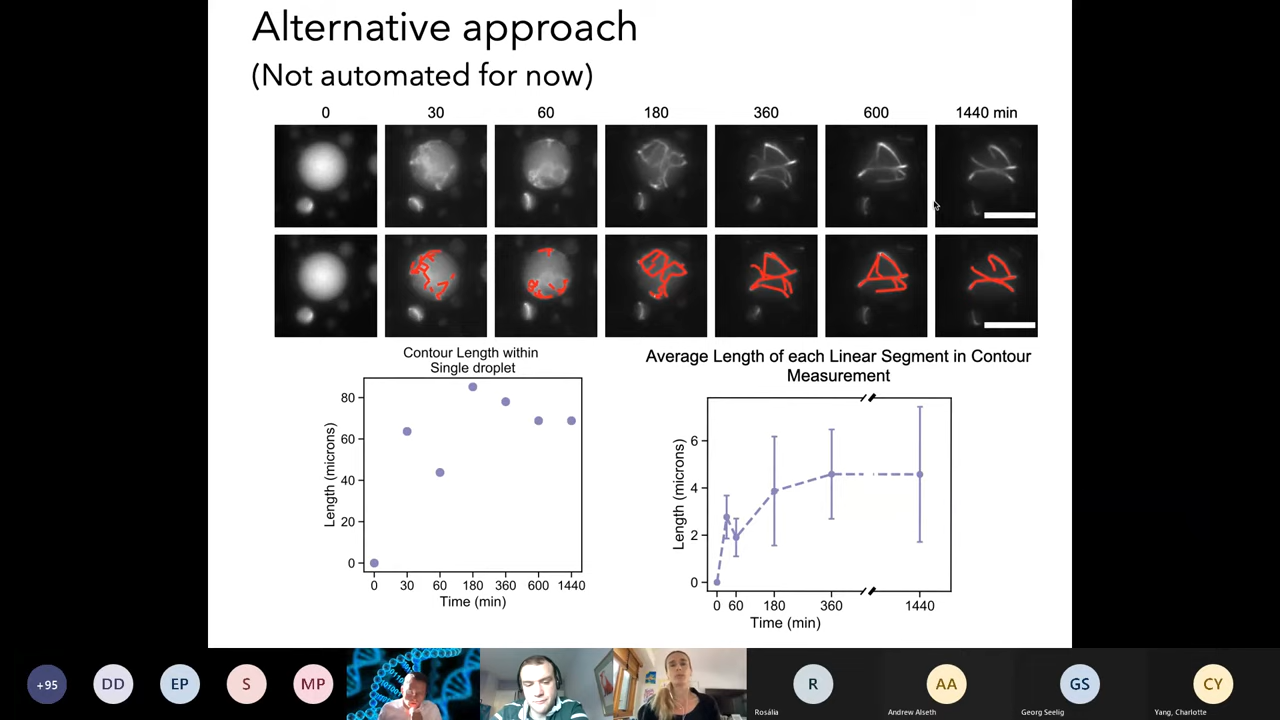 Alternative approach
(Not automated for now)
0 30 60 180 360 600 1440 min
Contour Length within
Single droplet
Length (microns)
80
60
40
20
0
0 30 60 180 360 600 1440
Time (min)
Average Length of each Linear Segment in Contour
Measurement
Length (microns)
6
4
2
0
0 60 180 360 1440
Time (min)
+95 DD EP S MP R AA GS CY
Rosália Andrew Alseth Georg Seelig Yang, Charlotte